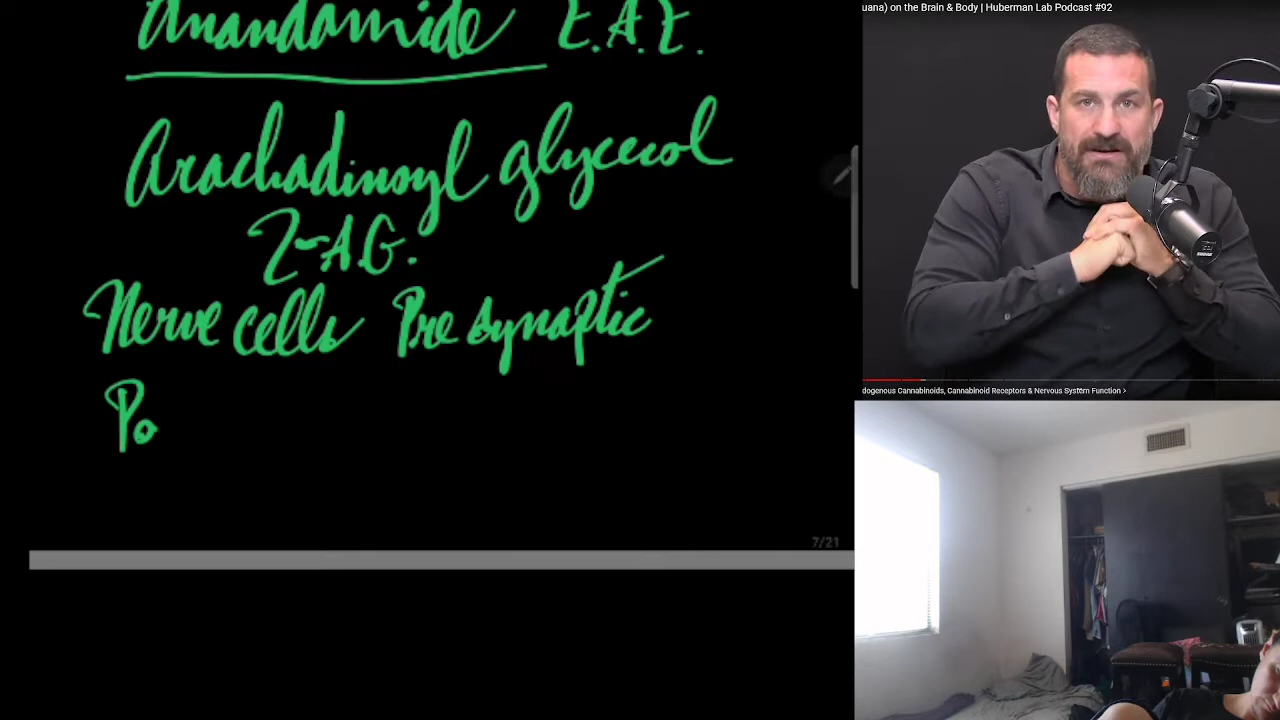 Anandamide E.A.E.
Arachadinoyl glycerol
2-A.G.
Nerve cells Pre synaptic
Po
7/21
uana) on the Brain & Body | Huberman Lab Podcast #92
dogenous Cannabinoids, Cannabinoid Receptors & Nervous System Function >